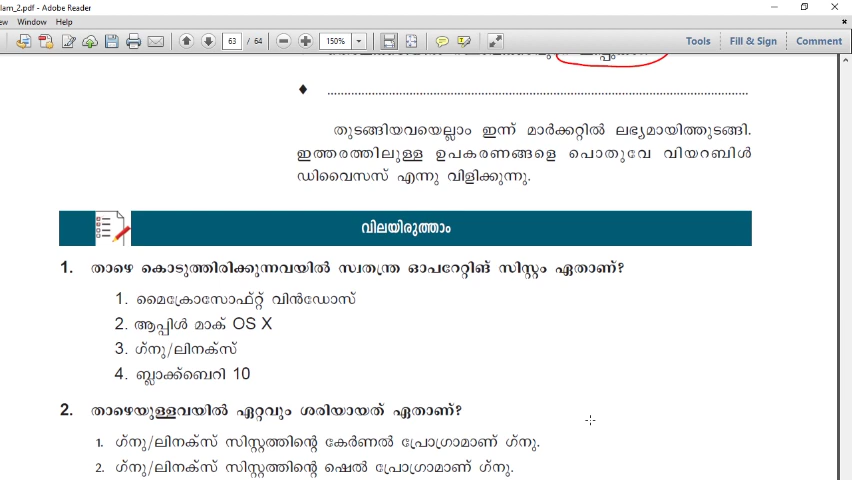 lam_2.pdf - Adobe Reader
ew Window Help
63 / 64 150% Tools Fill & Sign Comment
തുടങ്ങിയവയെല്ലാം ഇന്ന് മാർക്കറ്റിൽ ലഭ്യമായിത്തുടങ്ങി.
ഇത്തരത്തിലുള്ള ഉപകരണങ്ങളെ പൊതുവേ വിയറബിൾ
ഡിവൈസസ് എന്നു വിളിക്കുന്നു.
വിലയിരുത്താം
1. താഴെ കൊടുത്തിരിക്കുന്നവയിൽ സ്വതന്ത്ര ഓപറേറ്റിങ് സിസ്റ്റം ഏതാണ്?
1. മൈക്രോസോഫ്റ്റ് വിൻഡോസ്
2. ആപ്പിൾ മാക് OS X
3. ഗ്നു/ലിനക്സ്
4. ബ്ലാക്ക്ബെറി 10
2. താഴെയുള്ളവയിൽ ഏറ്റവും ശരിയായത് ഏതാണ്?
1. ഗ്നു/ലിനക്സ് സിസ്റ്റത്തിന്റെ കേർണൽ പ്രോഗ്രാമാണ് ഗ്നു.
2. ഗ്നു/ലിനക്സ് സിസ്റ്റത്തിന്റെ ഷെൽ പ്രോഗ്രാമാണ് ഗ്നു.